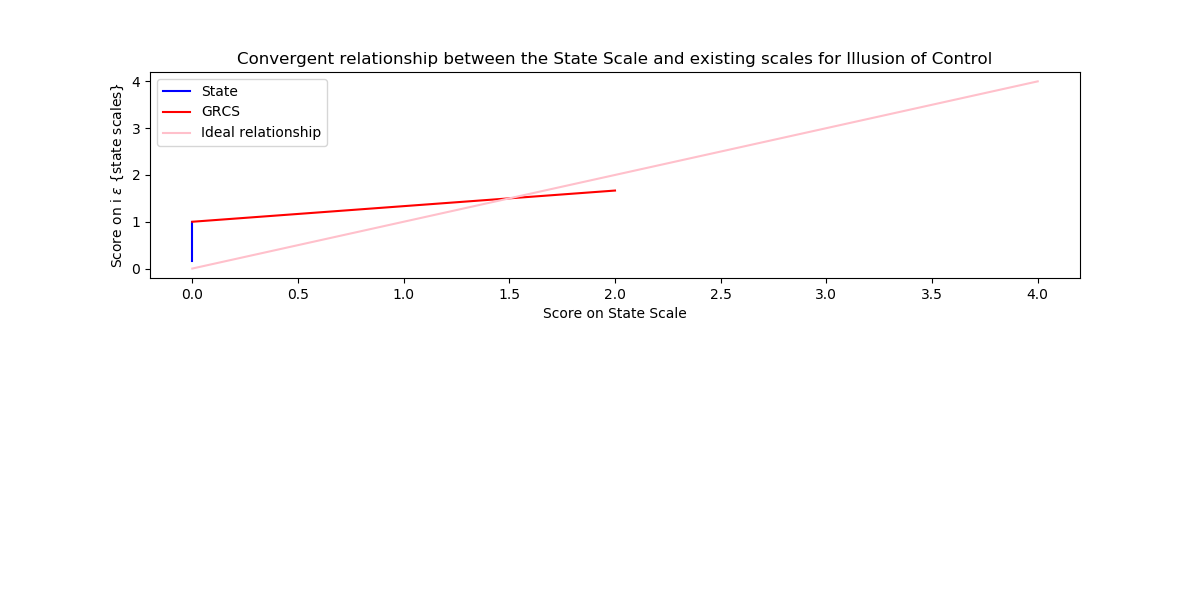 Convergent relationship between the State Scale and existing scales for Illusion of Control
Score on i ε {state scales}
4
3
2
1
0
State
GRCS
Ideal relationship
0.0 0.5 1.0 1.5 2.0 2.5 3.0 3.5 4.0
Score on State Scale